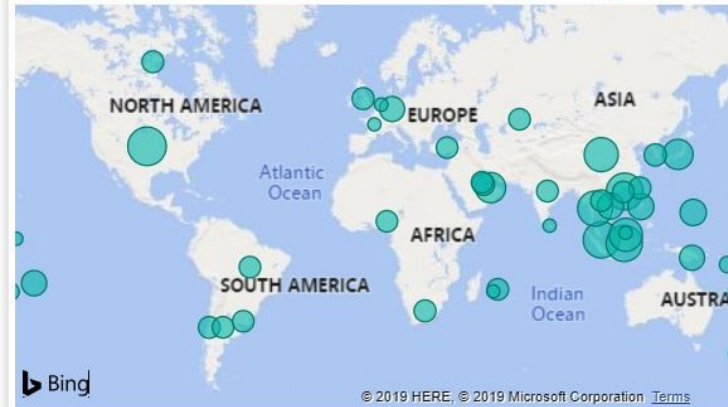 NORTH AMERICA
EUROPE
ASIA
Atlantic
Ocean
AFRICA
SOUTH AMERICA
Indian
Ocean
AUSTRA
Bing
© 2019 HERE, © 2019 Microsoft Corporation Terms